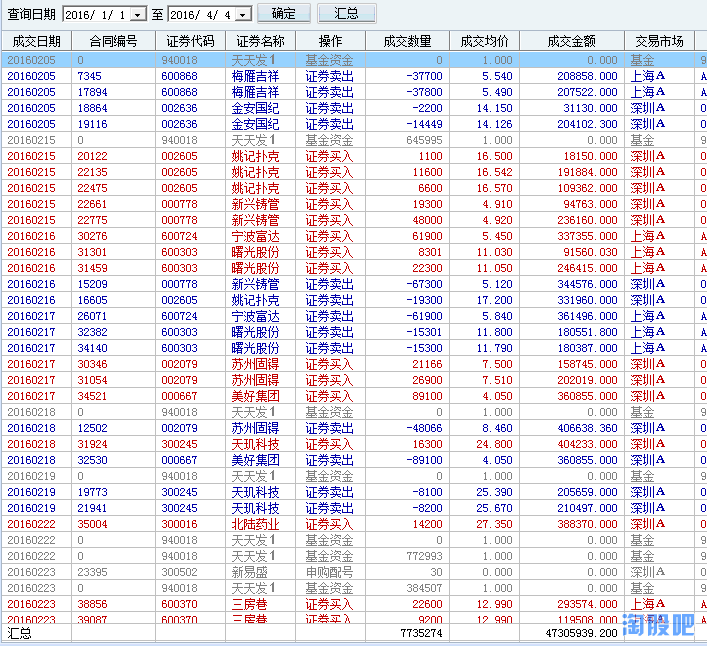 查询日期 2016/ 1/ 1 至 2016/ 4/ 4 确定 汇总
成交日期 合同编号 证券代码 证券名称 操作 成交数量 成交均价 成交金额 交易市场
20160205 0 940018 天天发1 基金资金 0 1.000 0.000 基金 9
20160205 7345 600868 梅雁吉祥 证券卖出 -37700 5.540 208858.000 上海A A
20160205 17894 600868 梅雁吉祥 证券卖出 -37800 5.490 207522.000 上海A A
20160205 18864 002636 金安国纪 证券卖出 -2200 14.150 31130.000 深圳A 0
20160205 19116 002636 金安国纪 证券卖出 -14449 14.126 204102.300 深圳A 0
20160215 0 940018 天天发1 基金资金 645995 1.000 0.000 基金 9
20160215 20122 002605 姚记扑克 证券买入 1100 16.500 18150.000 深圳A 0
20160215 22135 002605 姚记扑克 证券买入 11600 16.542 191884.000 深圳A 0
20160215 22475 002605 姚记扑克 证券买入 6600 16.570 109362.000 深圳A 0
20160215 22661 000778 新兴铸管 证券买入 19300 4.910 94763.000 深圳A 0
20160215 22775 000778 新兴铸管 证券买入 48000 4.920 236160.000 深圳A 0
20160216 30276 600724 宁波富达 证券买入 61900 5.450 337355.000 上海A A
20160216 31301 600303 曙光股份 证券买入 8301 11.030 91560.030 上海A A
20160216 31459 600303 曙光股份 证券买入 22300 11.050 246415.000 上海A A
20160216 15209 000778 新兴铸管 证券卖出 -67300 5.120 344576.000 深圳A 0
20160216 16605 002605 姚记扑克 证券卖出 -19300 17.200 331960.000 深圳A 0
20160217 26071 600724 宁波富达 证券卖出 -61900 5.840 361496.000 上海A A
20160217 32382 600303 曙光股份 证券卖出 -15301 11.800 180551.800 上海A A
20160217 34140 600303 曙光股份 证券卖出 -15300 11.790 180387.000 上海A A
20160217 30346 002079 苏州固锝 证券买入 21166 7.500 158745.000 深圳A 0
20160217 31054 002079 苏州固锝 证券买入 26900 7.510 202019.000 深圳A 0
20160217 34521 000667 美好集团 证券买入 89100 4.050 360855.000 深圳A 0
20160218 0 940018 天天发1 基金资金 0 1.000 0.000 基金 9
20160218 12502 002079 苏州固锝 证券卖出 -48066 8.460 406638.360 深圳A 0
20160218 31924 300245 天玑科技 证券买入 16300 24.800 404233.000 深圳A 0
20160218 32530 000667 美好集团 证券卖出 -89100 4.050 360855.000 深圳A 0
20160219 0 940018 天天发1 基金资金 0 1.000 0.000 基金 9
20160219 19773 300245 天玑科技 证券卖出 -8100 25.390 205659.000 深圳A 0
20160219 21941 300245 天玑科技 证券卖出 -8200 25.670 210497.000 深圳A 0
20160222 35004 300016 北陆药业 证券买入 14200 27.350 388370.000 深圳A 0
20160222 0 940018 天天发1 基金资金 0 1.000 0.000 基金 9
20160222 0 940018 天天发1 基金资金 772993 1.000 0.000 基金 9
20160223 23395 300502 新易盛 申购配号 30 0.000 0.000 深圳A 0
20160223 0 940018 天天发1 基金资金 384507 1.000 0.000 基金 9
20160223 38856 600370 三房巷 证券买入 22600 12.990 293574.000 上海A A
20160223 39087 600370 三房巷 证券买入 9200 12.990 119508.000 上海A A
汇总 7735274 47305939.200
淘股吧